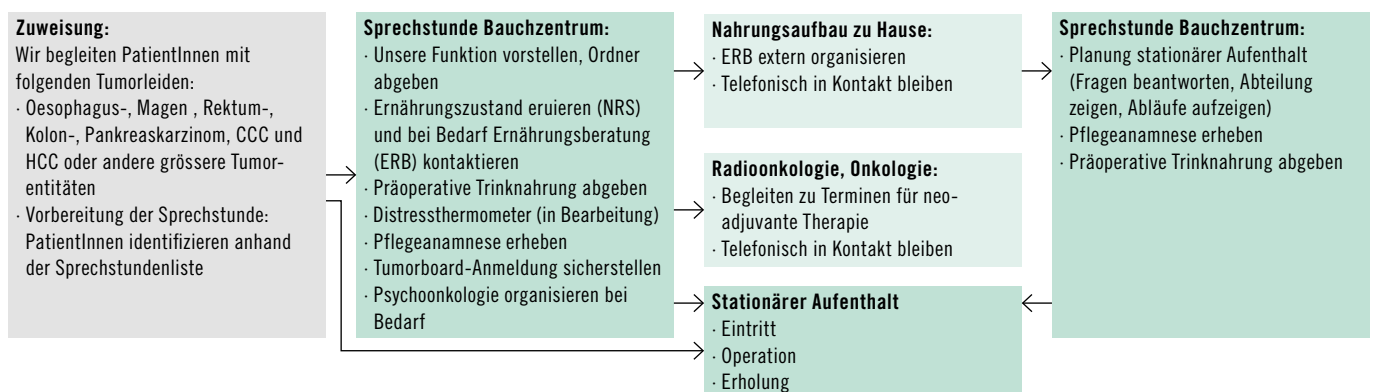 Zuweisung:
Wir begleiten PatientInnen mit
folgenden Tumorleiden:
· Oesophagus-, Magen , Rektum-,
Kolon-, Pankreaskarzinom, CCC und
HCC oder andere grössere Tumor-
entitäten
· Vorbereitung der Sprechstunde:
PatientInnen identifizieren anhand
der Sprechstundenliste
Sprechstunde Bauchzentrum:
· Unsere Funktion vorstellen, Ordner
abgeben
· Ernährungszustand eruieren (NRS)
und bei Bedarf Ernährungsberatung
(ERB) kontaktieren
· Präoperative Trinknahrung abgeben
· Distressthermometer (in Bearbeitung)
· Pflegeanamnese erheben
· Tumorboard-Anmeldung sicherstellen
· Psychoonkologie organisieren bei
Bedarf
Nahrungsaufbau zu Hause:
· ERB extern organisieren
· Telefonisch in Kontakt bleiben
Radioonkologie, Onkologie:
· Begleiten zu Terminen für neo-
adjuvante Therapie
· Telefonisch in Kontakt bleiben
Stationärer Aufenthalt
· Eintritt
· Operation
· Erholung
Sprechstunde Bauchzentrum:
· Planung stationärer Aufenthalt
(Fragen beantworten, Abteilung
zeigen, Abläufe aufzeigen)
· Pflegeanamnese erheben
· Präoperative Trinknahrung abgeben